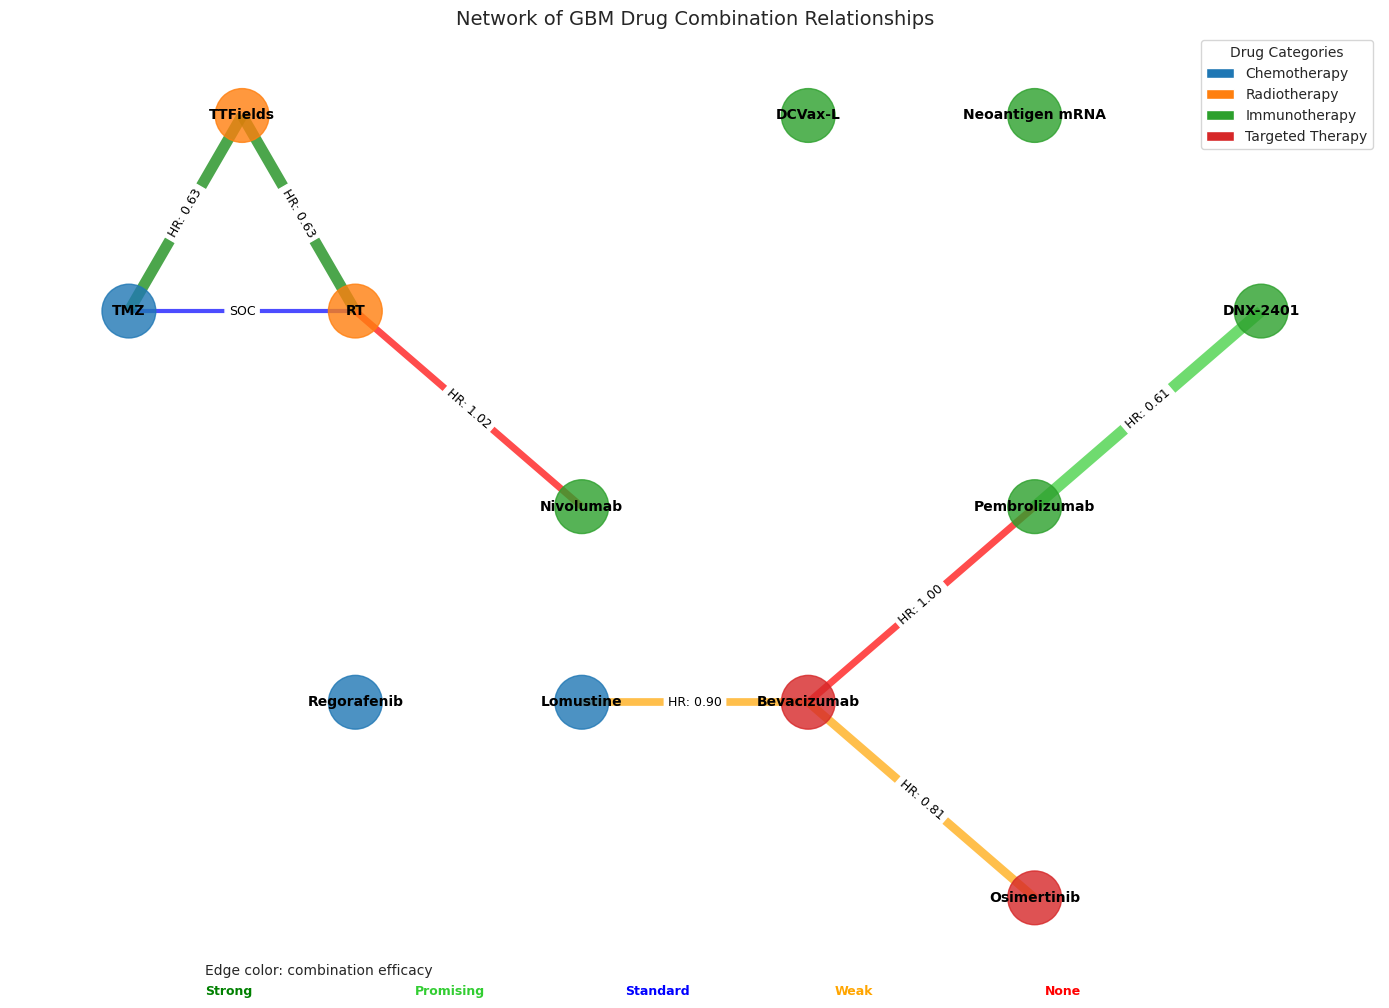 Network of GBM Drug Combination Relationships
Drug Categories
Chemotherapy
Radiotherapy
Immunotherapy
Targeted Therapy
TTFields
DCVax-L
Neoantigen mRNA
HR: 0.63
HR: 0.63
TMZ
SOC
RT
DNX-2401
HR: 1.02
HR: 0.61
Nivolumab
Pembrolizumab
HR: 1.00
Regorafenib
Lomustine
HR: 0.90
Bevacizumab
HR: 0.81
Osimertinib
Edge color: combination efficacy
Strong
Promising
Standard
Weak
None